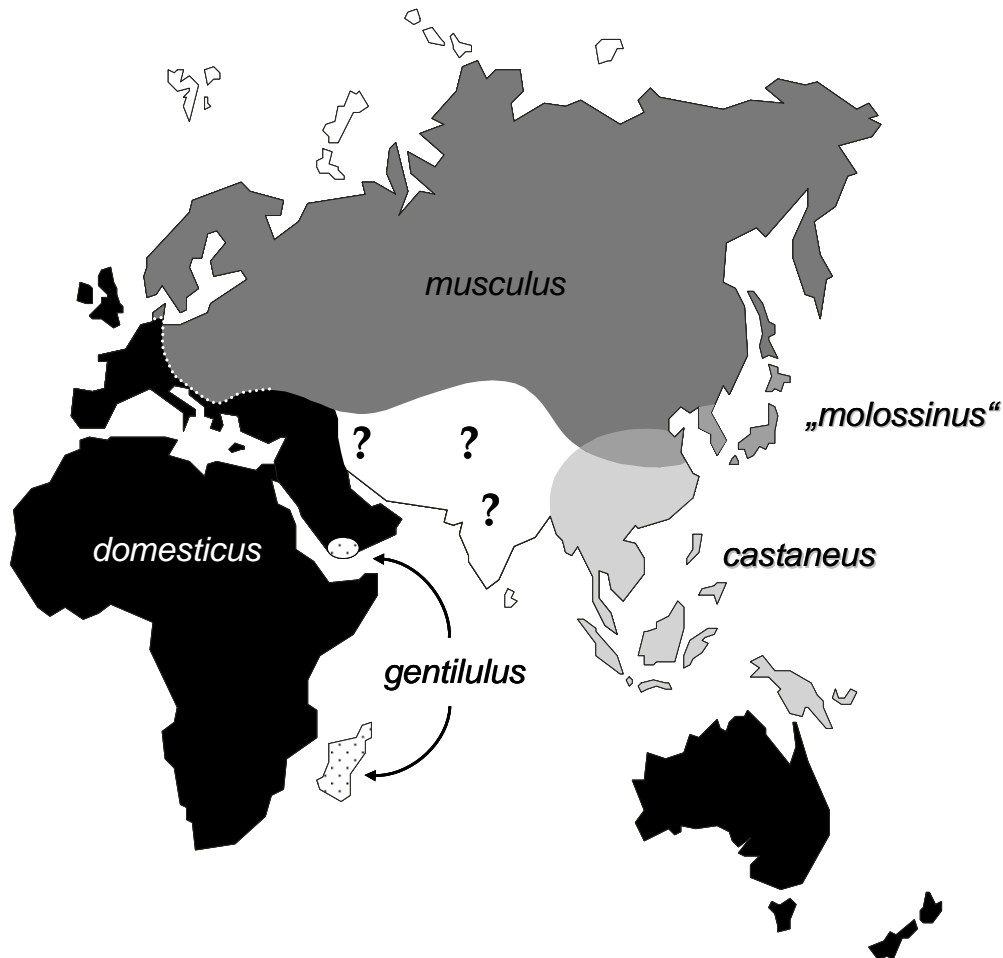 musculus
„molossinus“
? ?
?
domesticus
castaneus
gentilulus